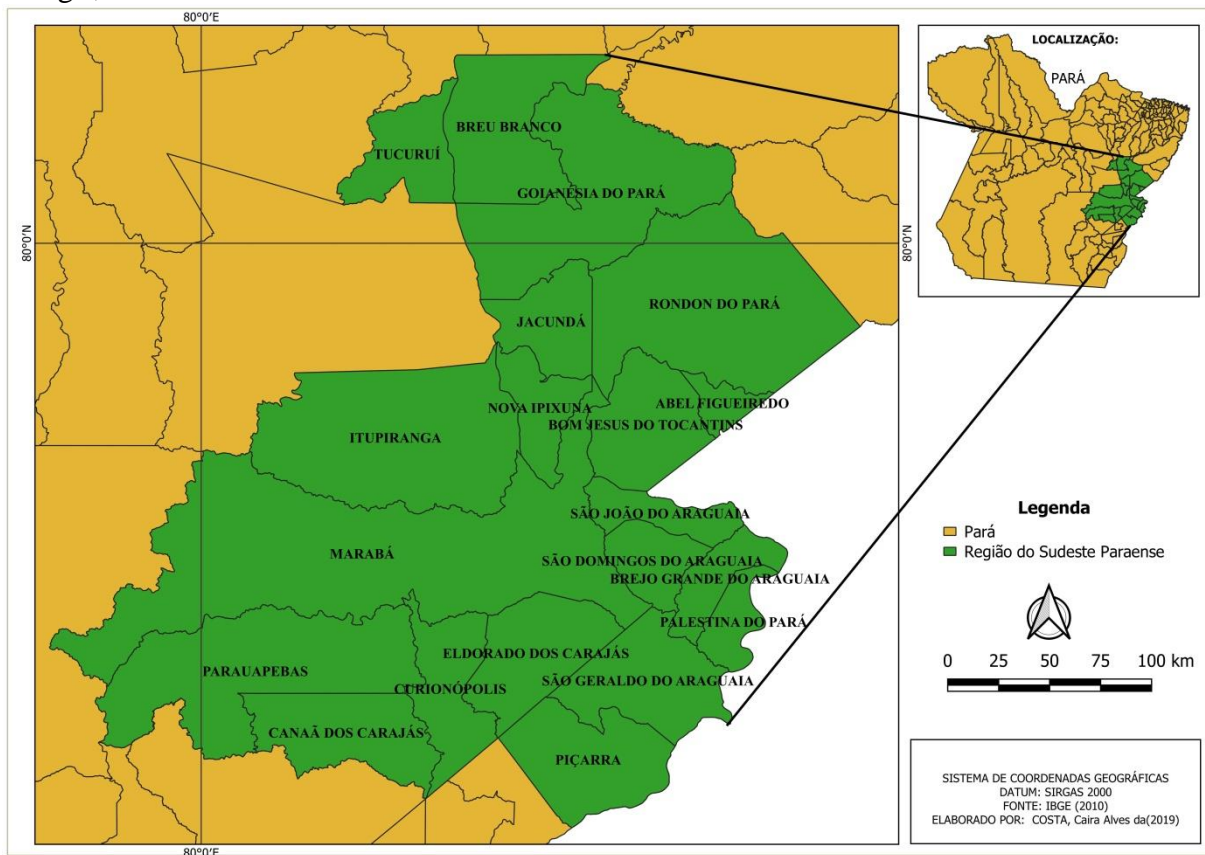 80°0′E
LOCALIZAÇÃO:
PARÁ
BREU BRANCO
TUCURUÍ
GOIANÉSIA DO PARÁ
80°0′N
80°0′N
RONDON DO PARÁ
JACUNDÁ
ABEL FIGUEIREDO
NOVA IPIXUNA
BOM JESUS DO TOCANTINS
ITUPIRANGA
SÃO JOÃO DO ARAGUAIA
MARABÁ
SÃO DOMINGOS DO ARAGUAIA
BREJO GRANDE DO ARAGUAIA
PALESTINA DO PARÁ
ELDORADO DOS CARAJÁS
PARAUAPEBAS
SÃO GERALDO DO ARAGUAIA
CURIONÓPOLIS
CANAÃ DOS CARAJÁS
PIÇARRA
80°0′E
Legenda
Pará
Região do Sudeste Paraense
0 25 50 75 100 km
SISTEMA DE COORDENADAS GEOGRÁFICAS
DATUM: SIRGAS 2000
FONTE: IBGE (2010)
ELABORADO POR: COSTA, Caira Alves da(2019)